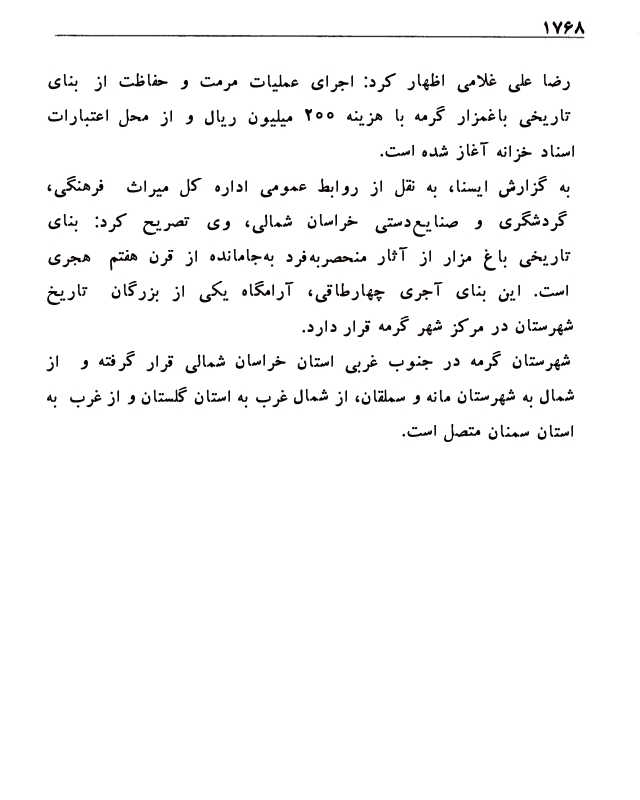 ۱۷۶۸
رضا علی غلامی اظهار کرد: اجرای عملیات مرمت و حفاظت از بنای
تاریخی باغمزار گرمه با هزینه ۲۰۰ میلیون ریال و از محل اعتبارات
اسناد خزانه آغاز شده است.
به گزارش ایسنا، به نقل از روابط عمومی اداره کل میراث فرهنگی،
گردشگری و صنایع‌دستی خراسان شمالی، وی تصریح کرد: بنای
تاریخی باغ مزار از آثار منحصربه‌فرد به‌جامانده از قرن هفتم هجری
است. این بنای آجری چهارطاقی، آرامگاه یکی از بزرگان تاریخ
شهرستان در مرکز شهر گرمه قرار دارد.
شهرستان گرمه در جنوب غربی استان خراسان شمالی قرار گرفته و از
شمال به شهرستان مانه و سملقان، از شمال غرب به استان گلستان و از غرب به
استان سمنان متصل است.